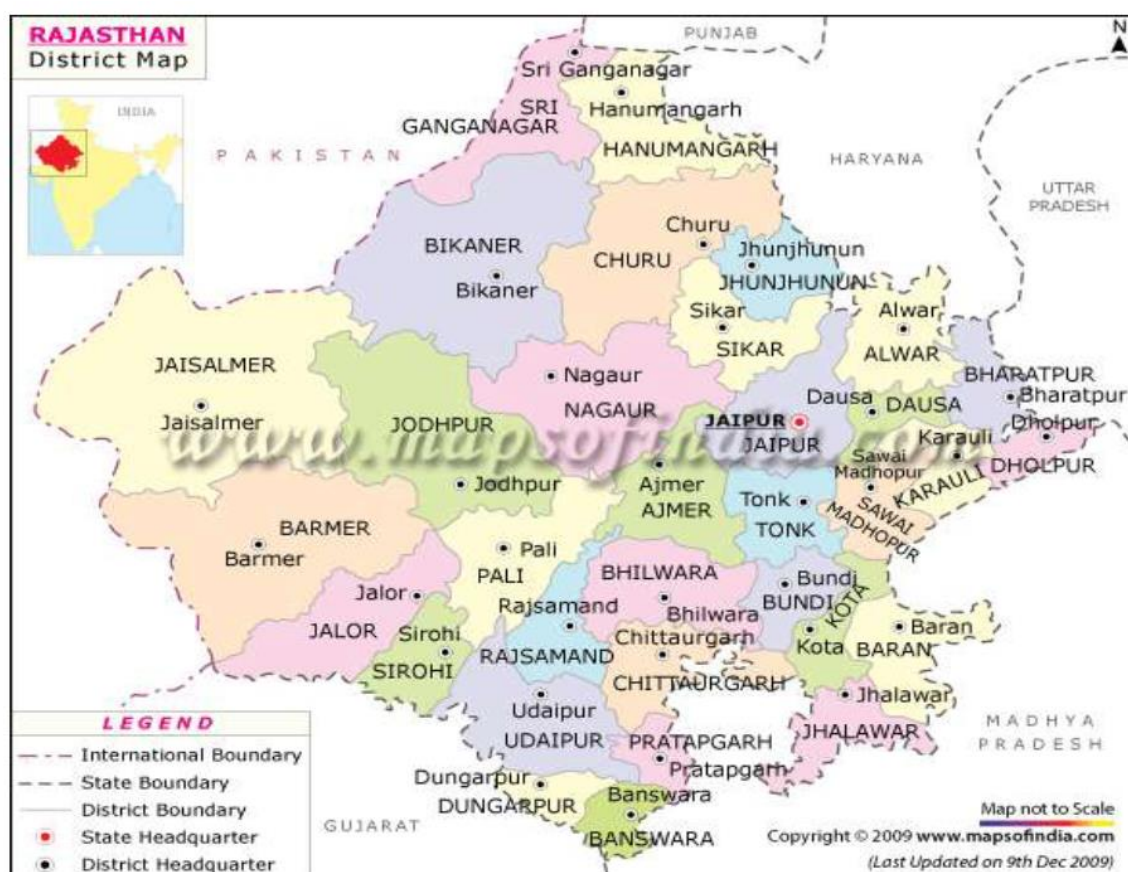 RAJASTHAN
District Map
INDIA
PUNJAB
N
Sri Ganganagar
SRI
GANGANAGAR
Hanumangarh
HANUMANGARH
PAKISTAN
HARYANA
UTTAR
PRADESH
BIKANER
Bikaner
Churu
CHURU
Jhunjhunun
JHUNJHUNUN
Sikar
SIKAR
Alwar
ALWAR
JAISALMER
Jaisalmer
JODHPUR
Jodhpur
Nagaur
NAGAUR
JAIPUR
JAIPUR
Dausa
DAUSA
BHARATPUR
Bharatpur
Dholpur
DHOLPUR
Karauli
KARAULI
Sawai
Madhopur
SAWAI
MADHOPUR
www.mapsofindia.com
Ajmer
AJMER
Tonk
TONK
BARMER
Barmer
Pali
PALI
Jalor
JALOR
Sirohi
SIROHI
Rajsamand
RAJSAMAND
BHILWARA
Bhilwara
Bundi
BUNDI
KOTA
Kota
Baran
BARAN
Chittaurgarh
CHITTAURGARH
Jhalawar
JHALAWAR
Udaipur
UDAIPUR
PRATAPGARH
Pratapgarh
Dungarpur
DUNGARPUR
Banswara
BANSWARA
GUJARAT
MADHYA
PRADESH
LEGEND
International Boundary
State Boundary
District Boundary
State Headquarter
District Headquarter
Map not to Scale
Copyright © 2009 www.mapsofindia.com
(Last Updated on 9th Dec 2009)